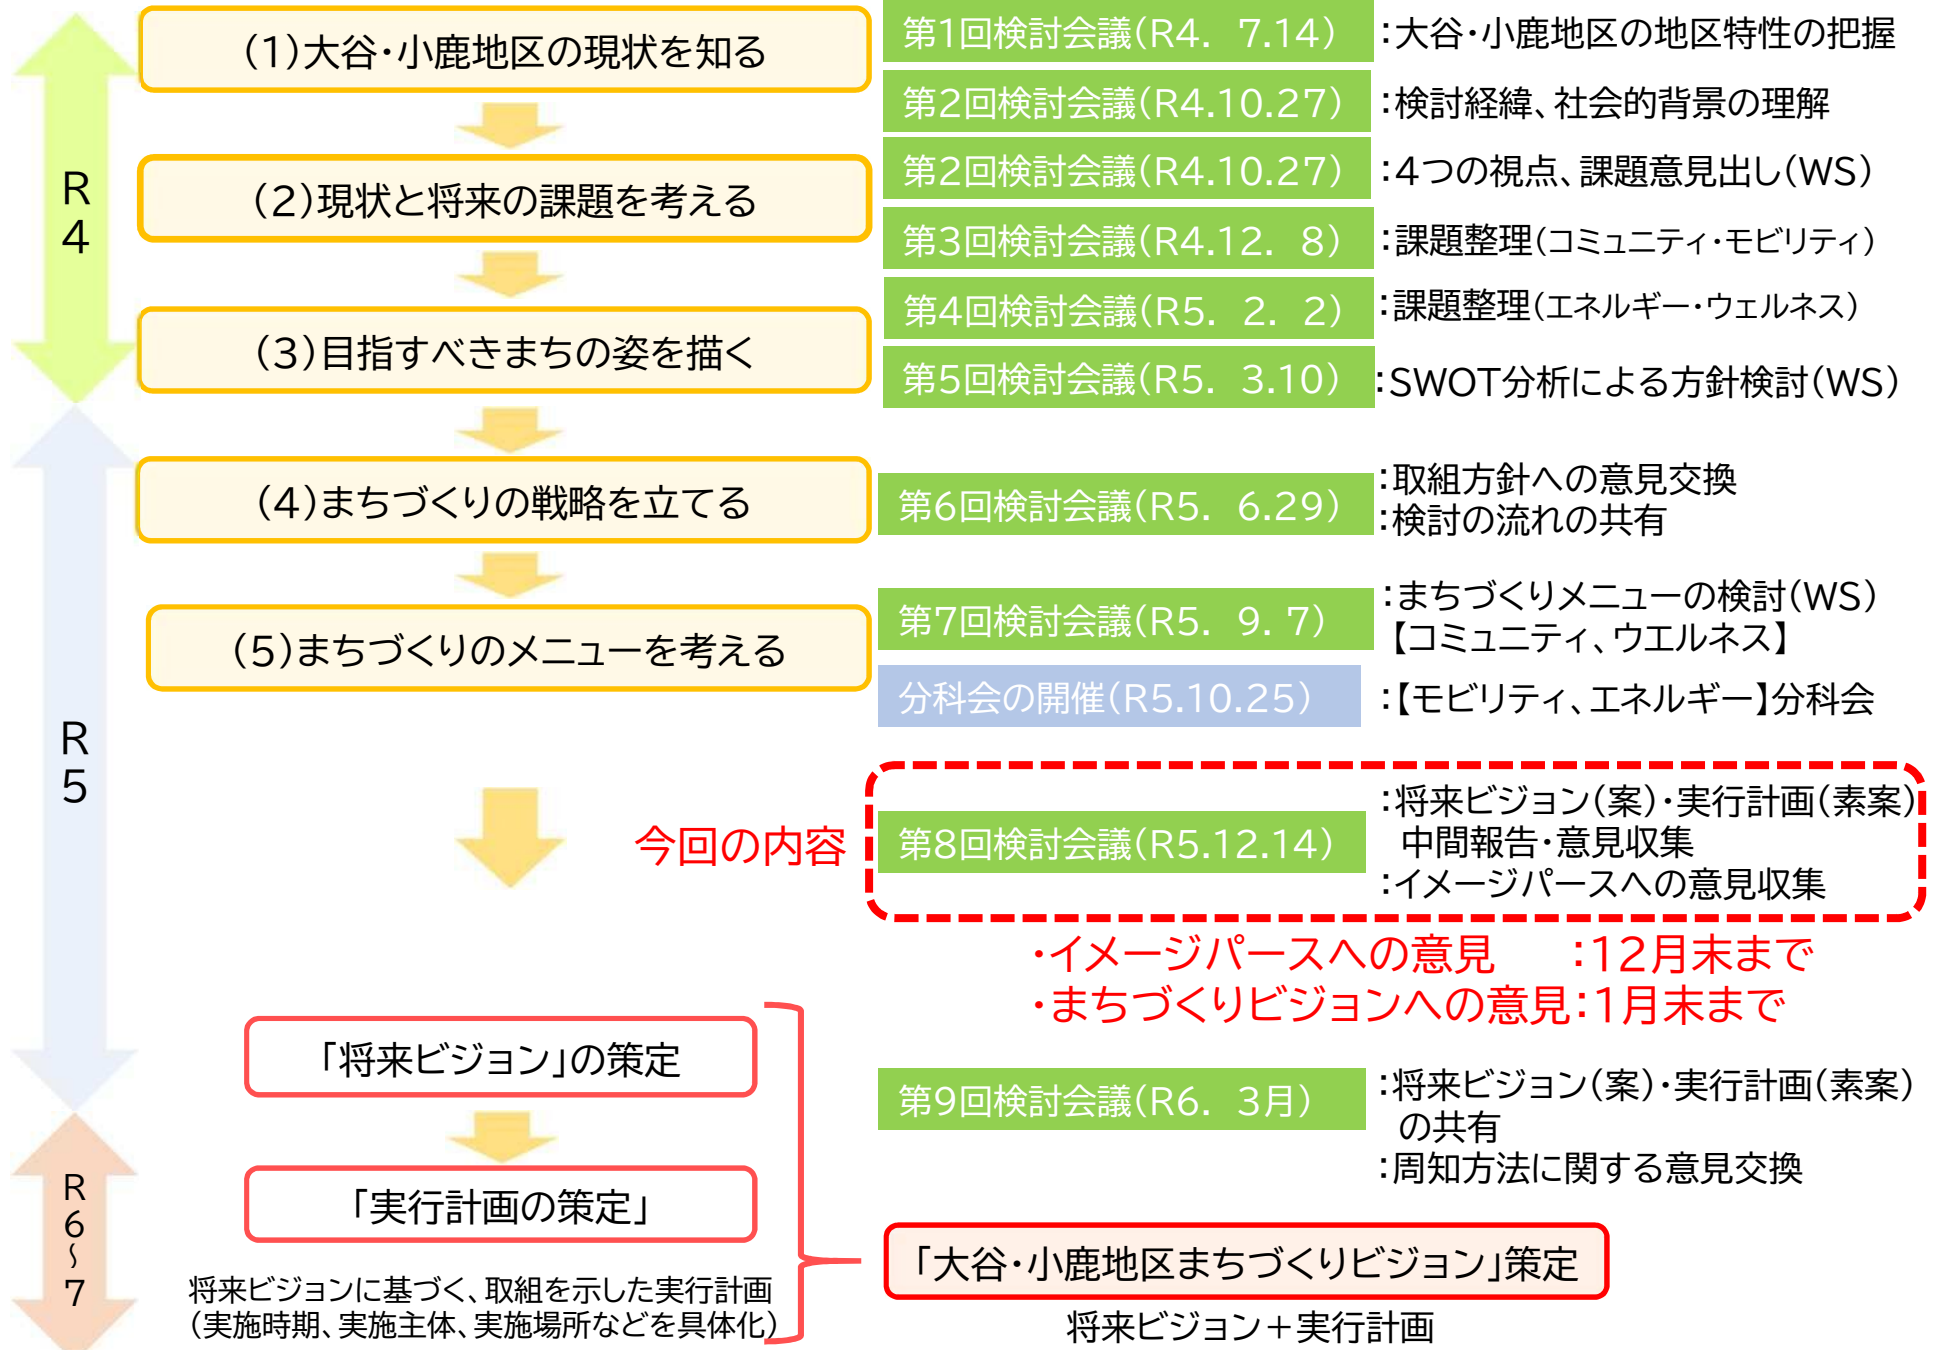 R4
(1)大谷・小鹿地区の現状を知る
第1回検討会議(R4. 7.14)
:大谷・小鹿地区の地区特性の把握
第2回検討会議(R4.10.27)
:検討経緯、社会的背景の理解
(2)現状と将来の課題を考える
第2回検討会議(R4.10.27)
:4つの視点、課題意見出し(WS)
第3回検討会議(R4.12. 8)
:課題整理(コミュニティ・モビリティ)
(3)目指すべきまちの姿を描く
第4回検討会議(R5. 2. 2)
:課題整理(エネルギー・ウェルネス)
第5回検討会議(R5. 3.10)
:SWOT分析による方針検討(WS)
R5
(4)まちづくりの戦略を立てる
第6回検討会議(R5. 6.29)
:取組方針への意見交換
:検討の流れの共有
(5)まちづくりのメニューを考える
第7回検討会議(R5. 9. 7)
:まちづくりメニューの検討(WS)
【コミュニティ、ウエルネス】
分科会の開催(R5.10.25)
:【モビリティ、エネルギー】分科会
今回の内容
第8回検討会議(R5.12.14)
:将来ビジョン(案)・実行計画(素案)
中間報告・意見収集
:イメージパースへの意見収集
・イメージパースへの意見 :12月末まで
・まちづくりビジョンへの意見:1月末まで
「将来ビジョン」の策定
第9回検討会議(R6. 3月)
:将来ビジョン(案)・実行計画(素案)
の共有
:周知方法に関する意見交換
R6~7
「実行計画の策定」
将来ビジョンに基づく、取組を示した実行計画
(実施時期、実施主体、実施場所などを具体化)
「大谷・小鹿地区まちづくりビジョン」策定
将来ビジョン+実行計画